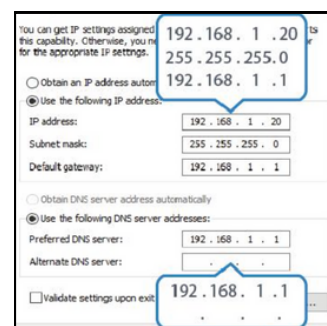 You can get IP settings assigned
this capability. Otherwise, you ne
for the appropriate IP settings.
ts
or
192.168. 1 .20
255.255.255.0
192.168. 1 .1
Obtain an IP address autom
Use the following IP address:
IP address: 192 . 168 . 1 . 20
Subnet mask: 255 . 255 . 255 . 0
Default gateway: 192 . 168 . 1 . 1
Obtain DNS server address automatically
Use the following DNS server addresses:
Preferred DNS server: 192 . 168 . 1 . 1
Alternate DNS server: . . .
192.168. 1 .1
. . .
Validate settings upon exit
...